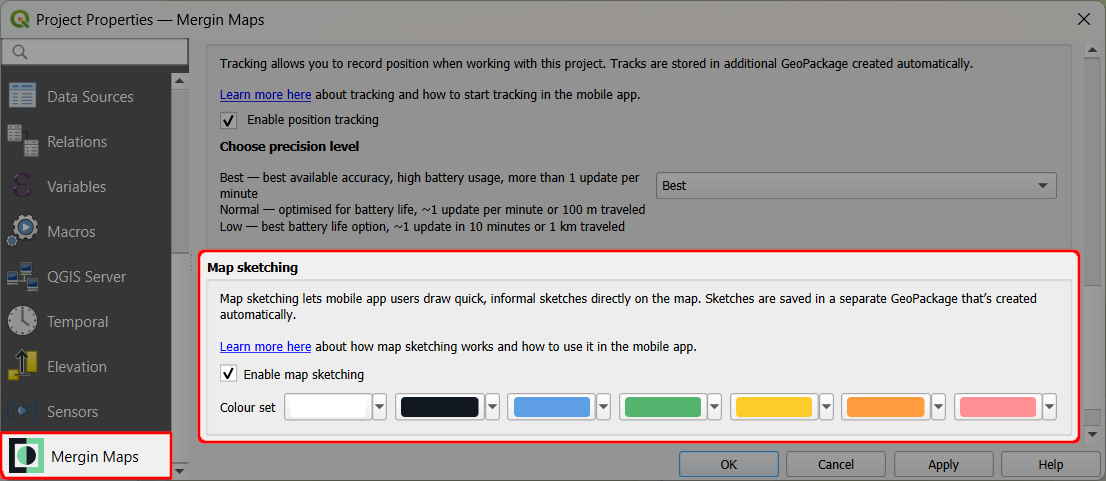 Project Properties — Mergin Maps
Data Sources
Relations
Variables
Macros
QGIS Server
Temporal
Elevation
Sensors
Mergin Maps
Tracking allows you to record position when working with this project. Tracks are stored in additional GeoPackage created automatically.
Learn more here about tracking and how to start tracking in the mobile app.
Enable position tracking
Choose precision level
Best — best available accuracy, high battery usage, more than 1 update per
minute
Normal — optimised for battery life, ~1 update per minute or 100 m traveled
Low — best battery life option, ~1 update in 10 minutes or 1 km traveled
Best
Map sketching
Map sketching lets mobile app users draw quick, informal sketches directly on the map. Sketches are saved in a separate GeoPackage that’s created
automatically.
Learn more here about how map sketching works and how to use it in the mobile app.
Enable map sketching
Colour set
OK
Cancel
Apply
Help